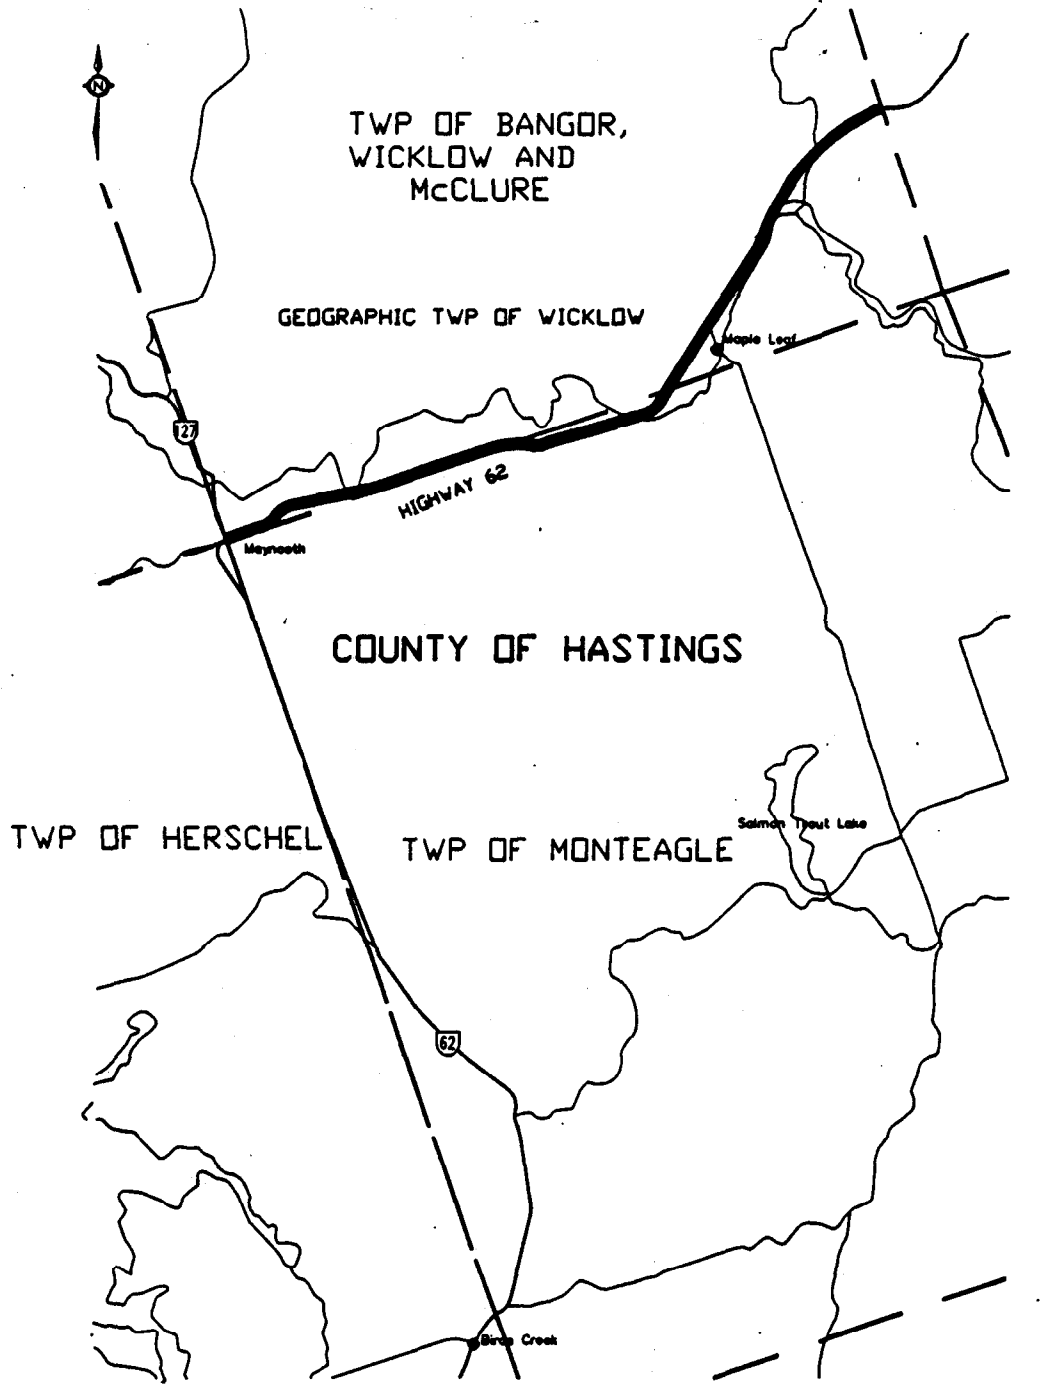 N
TWP OF BANGOR,
WICKLOW AND
McCLURE
GEOGRAPHIC TWP OF WICKLOW
Maple Leaf
127
HIGHWAY 62
Maynooth
COUNTY OF HASTINGS
Salmon Trout Lake
TWP OF HERSCHEL
TWP OF MONTEAGLE
62
Birds Creek